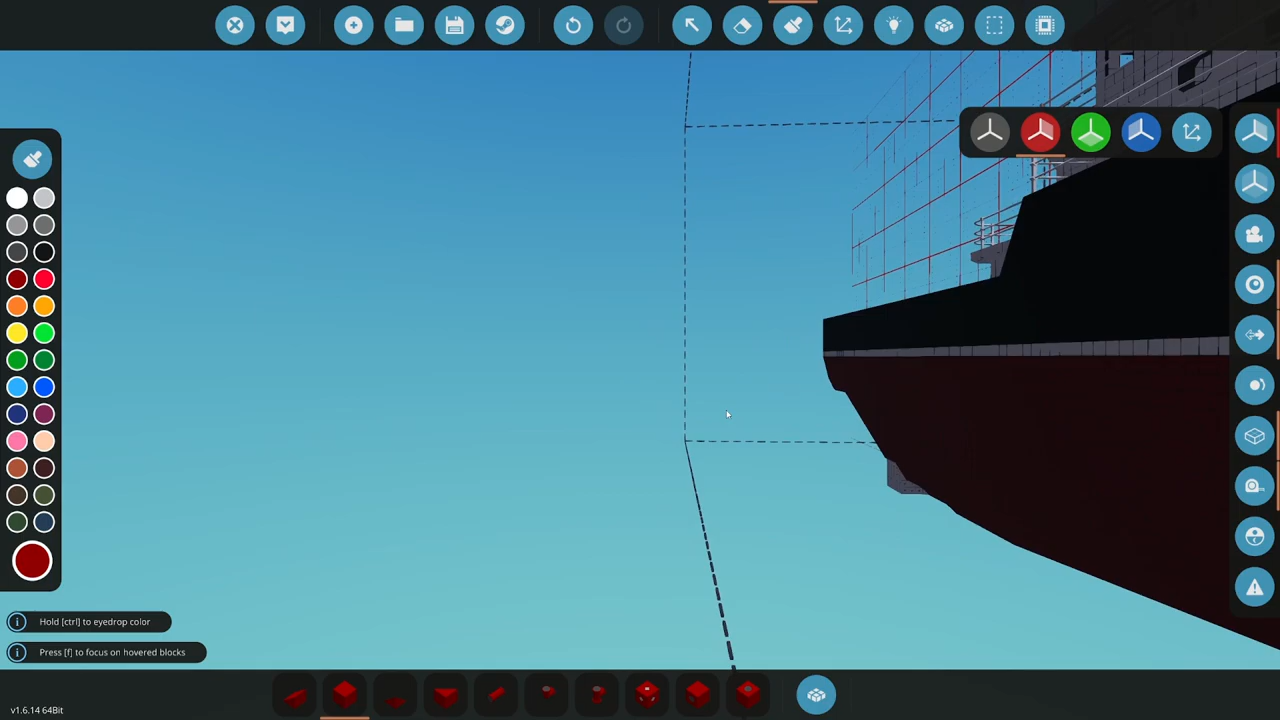 Hold [ctrl] to eyedrop color
Press [f] to focus on hovered blocks
v1.6.14 64Bit